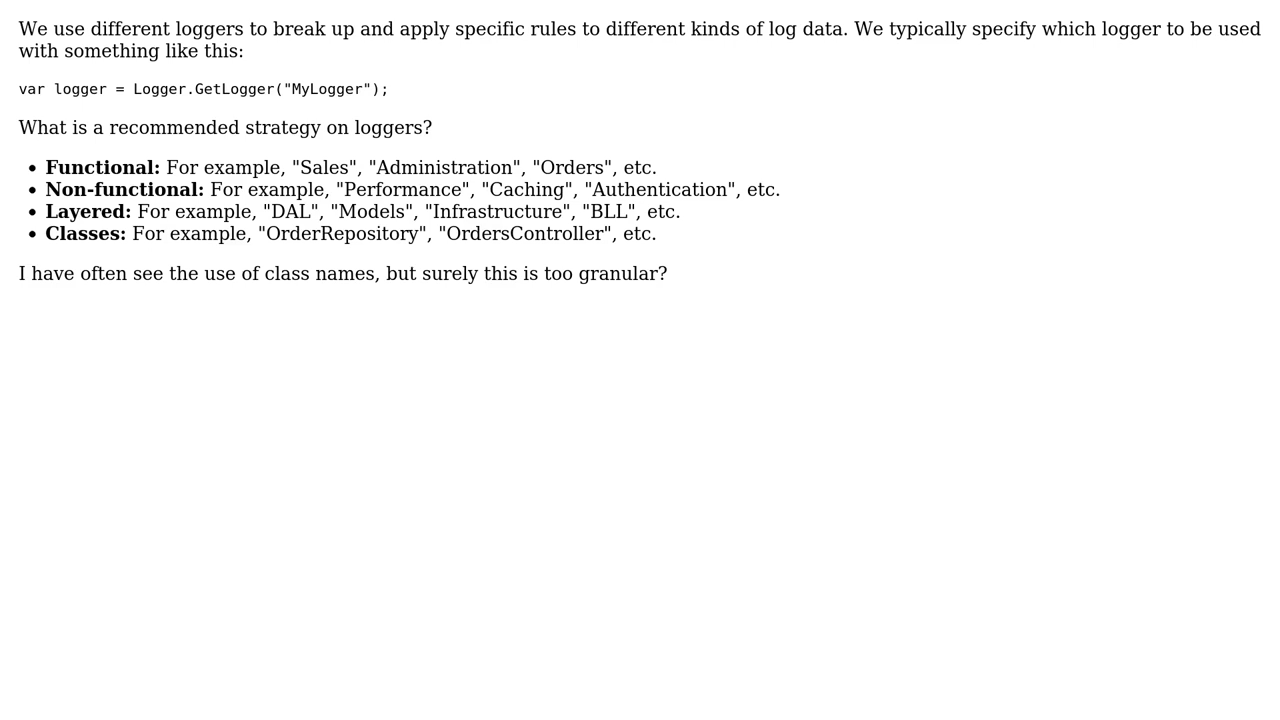 We use different loggers to break up and apply specific rules to different kinds of log data. We typically specify which logger to be used
with something like this:
var logger = Logger.GetLogger("MyLogger");
What is a recommended strategy on loggers?
• Functional: For example, "Sales", "Administration", "Orders", etc.
• Non-functional: For example, "Performance", "Caching", "Authentication", etc.
• Layered: For example, "DAL", "Models", "Infrastructure", "BLL", etc.
• Classes: For example, "OrderRepository", "OrdersController", etc.
I have often see the use of class names, but surely this is too granular?